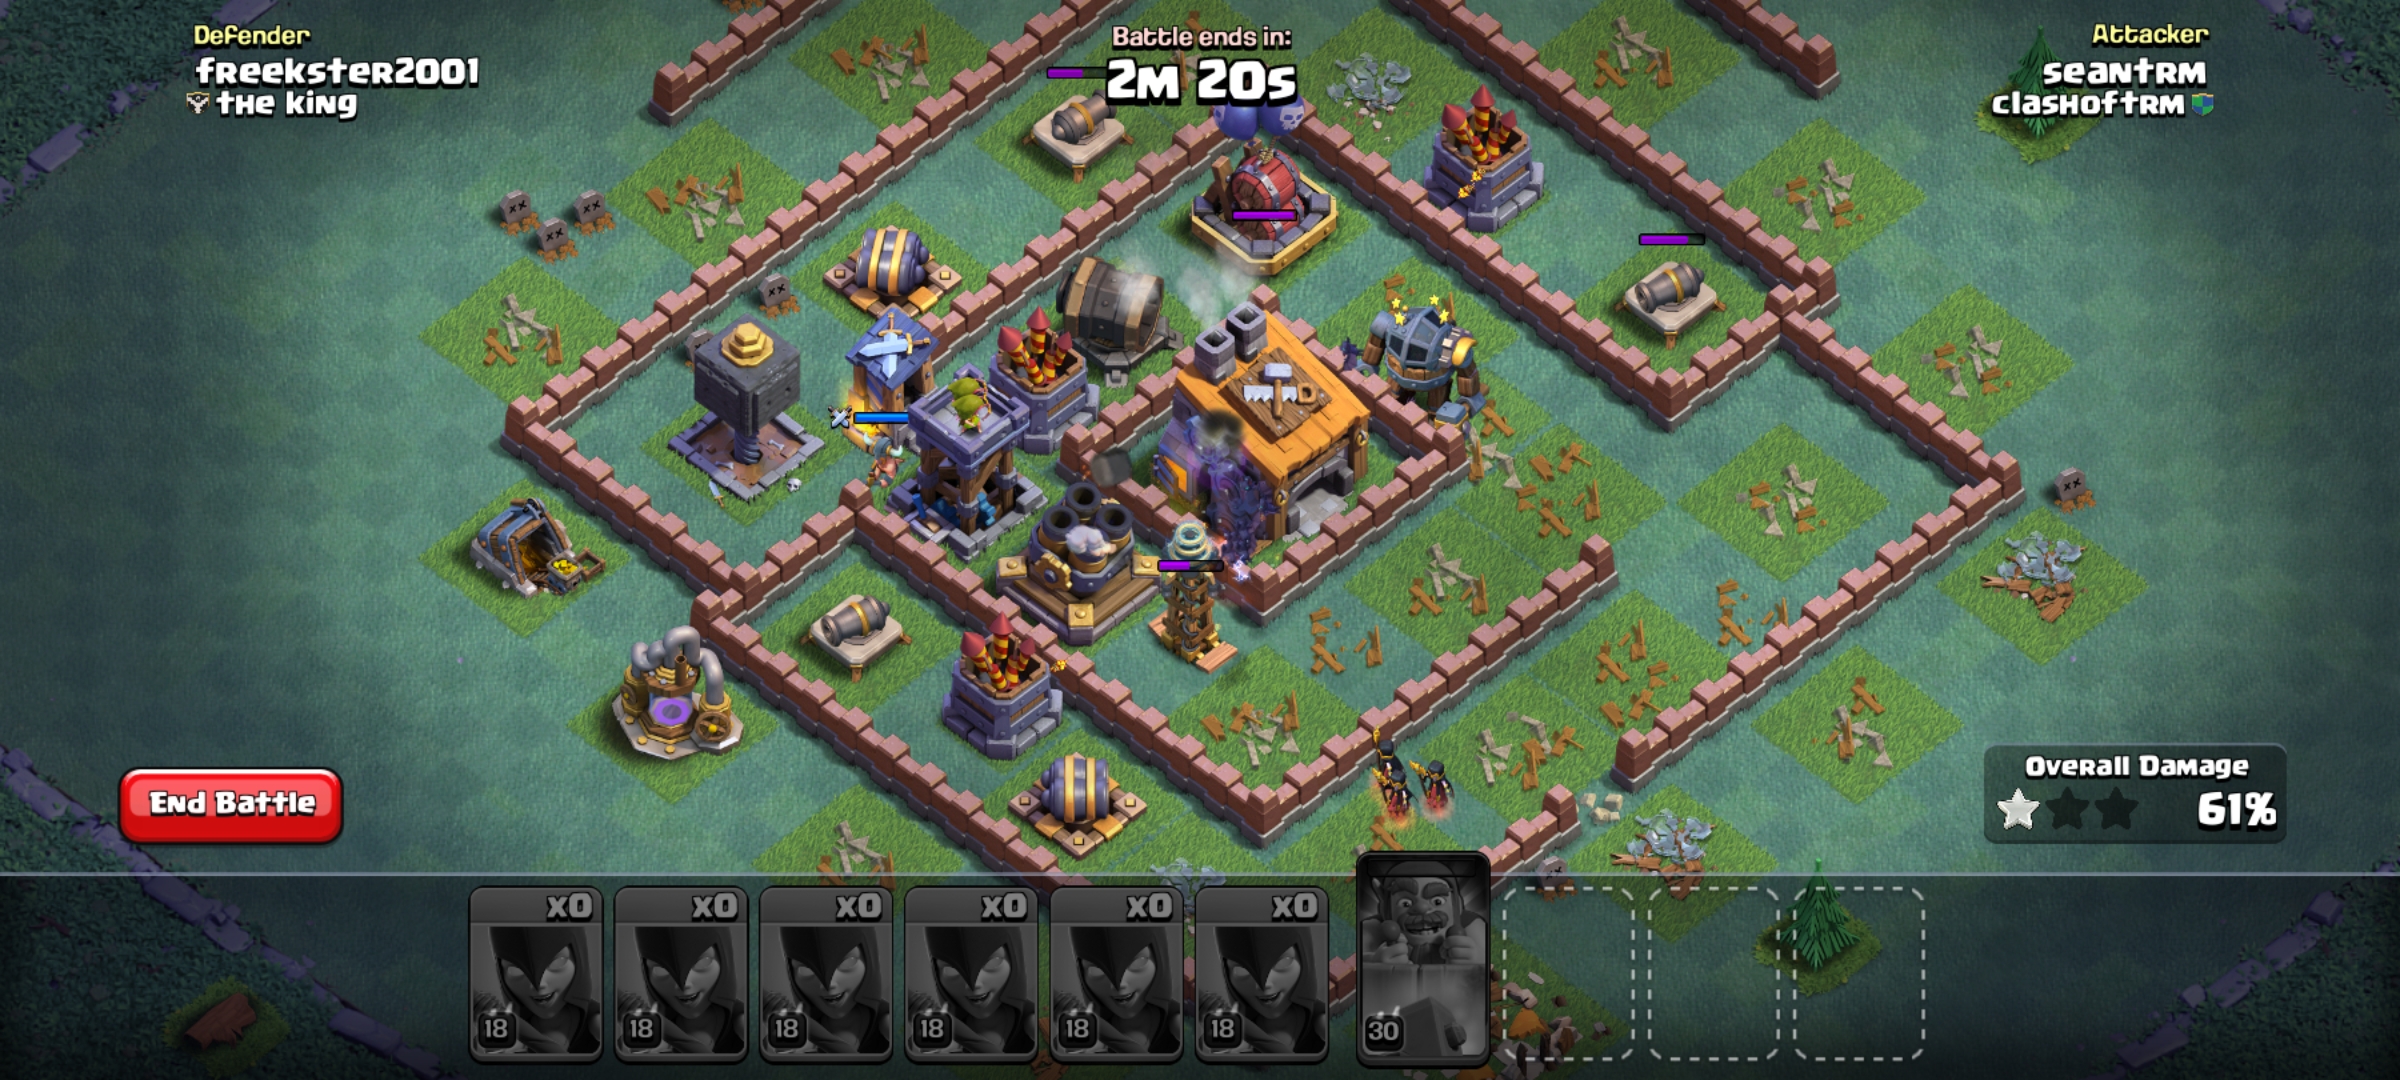 Defender
freekster2001
the king
Battle ends in:
2M 20s
Attacker
seantRM
clashoftRM
End Battle
Overall Damage
61%
x0
x0
x0
x0
x0
x0
18
18
18
18
18
18
30